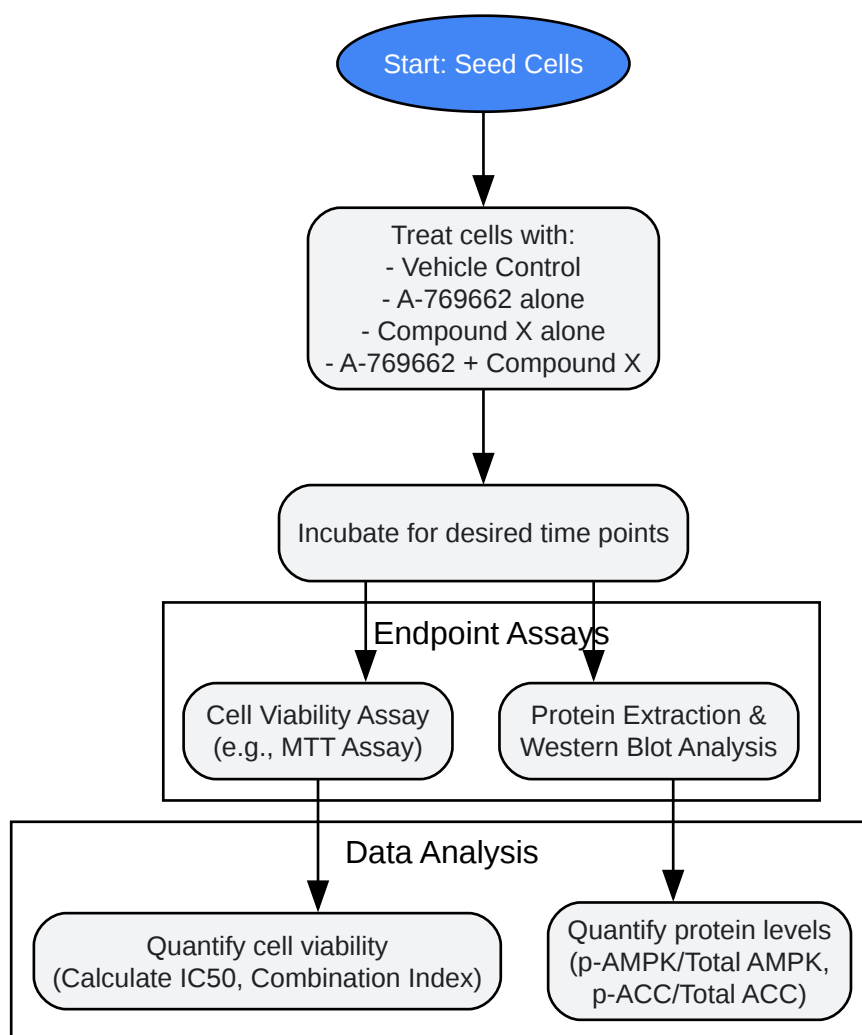 Start: Seed Cells
Treat cells with:
- Vehicle Control
- A-769662 alone
- Compound X alone
- A-769662 + Compound X
Incubate for desired time points
Endpoint Assays
Cell Viability Assay
(e.g., MTT Assay)
Protein Extraction &
Western Blot Analysis
Data Analysis
Quantify cell viability
(Calculate IC50, Combination Index)
Quantify protein levels
(p-AMPK/Total AMPK,
p-ACC/Total ACC)